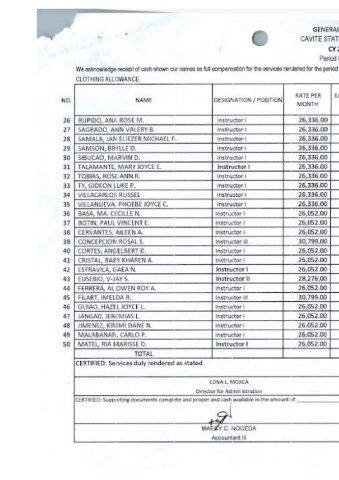 GENERAL
CAVITE STAT
CY 2
Period
We acknowledge receipt of cash shown our names as full compensation for the services rendered for the period
CLOTHING ALLOWANCE
NO. NAME DESIGNATION / POSITION RATE PER MONTH
26 RUPIDO, ANA ROSE M. Instructor I 26,336.00
27 SAGRADO, ANN VALERY B. Instructor I 26,336.00
28 SAMALA, JAN ELIEZER MICHAEL P. Instructor I 26,336.00
29 SAMSON, BRYLLE D. Instructor I 26,336.00
30 SIBUCAO, MARVIN D. Instructor I 26,336.00
31 TALAMANTE, MARY JOYCE E. Instructor I 26,336.00
32 TOBIAS, ROSE ANN R. Instructor I 26,336.00
33 TY, GIDEON LUKE P. Instructor I 26,336.00
34 VILLACARLOS RUSSEL Instructor I 26,336.00
35 VILLANUEVA, PHOEBE JOYCE C. Instructor I 26,336.00
36 BASA, MA. CECILLE N. Instructor I 26,052.00
37 BOTIN, PAUL VINCENT E. Instructor I 26,052.00
38 CERVANTES, AILEEN A. Instructor I 26,052.00
39 CONCEPCION ROSAL S. Instructor III 30,799.00
40 CORTES, ANGELBERT D. Instructor I 26,052.00
41 CRISTAL, BABY KHAREN A. Instructor I 26,052.00
42 ESTRAVILA, GAEA N. Instructor I 26,052.00
43 EUSEBIO, V-JAY S. Instructor II 28,276.00
44 FERRERA, AL OWEN ROY A. Instructor I 26,052.00
45 FILART, IMELDA R. Instructor III 30,799.00
46 GUIAO, HAZEL JOYCE L. Instructor I 26,052.00
47 JANGAD, JEREMIAS L. Instructor I 26,052.00
48 JIMENEZ, KIMMI DANE N. Instructor I 26,052.00
49 MALABANAN, CARLO P. Instructor I 26,052.00
50 MATEL, RIA MARISSE D. Instructor I 26,052.00
TOTAL
CERTIFIED: Services duly rendered as stated
EDNA L. MOJICA
Director for Administration
CERTIFIED: Supporting documents complete and proper and cash available in the amount of
C. NOCEDA
Accountant III